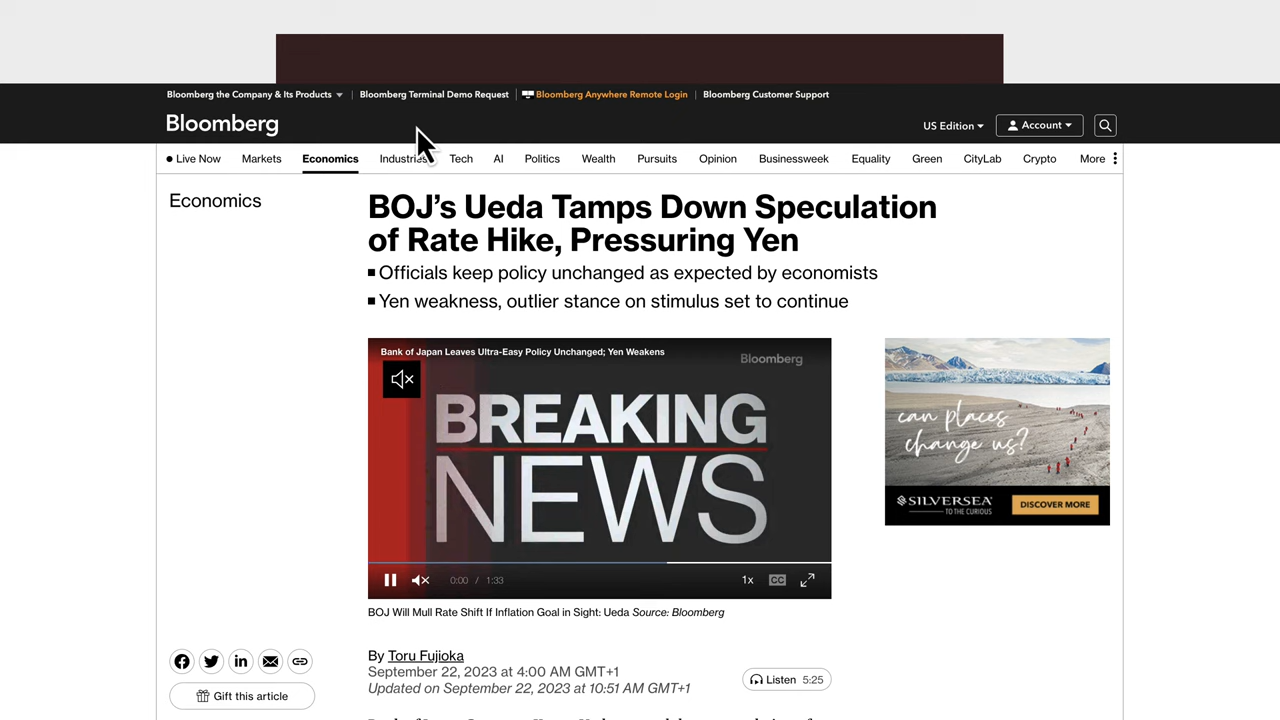 Bloomberg the Company & Its Products
Bloomberg Terminal Demo Request
Bloomberg Anywhere Remote Login
Bloomberg Customer Support
Bloomberg
US Edition
Account
Live Now
Markets
Economics
Industries
Tech
AI
Politics
Wealth
Pursuits
Opinion
Businessweek
Equality
Green
CityLab
Crypto
More
Economics
BOJ’s Ueda Tamps Down Speculation
of Rate Hike, Pressuring Yen
Officials keep policy unchanged as expected by economists
Yen weakness, outlier stance on stimulus set to continue
Bank of Japan Leaves Ultra-Easy Policy Unchanged; Yen Weakens
Bloomberg
BREAKING
NEWS
0:00 / 1:33
1x
CC
BOJ Will Mull Rate Shift If Inflation Goal in Sight: Ueda Source: Bloomberg
can places
change us?
SILVERSEA
TO THE CURIOUS
DISCOVER MORE
By Toru Fujioka
September 22, 2023 at 4:00 AM GMT+1
Updated on September 22, 2023 at 10:51 AM GMT+1
Listen 5:25
Gift this article